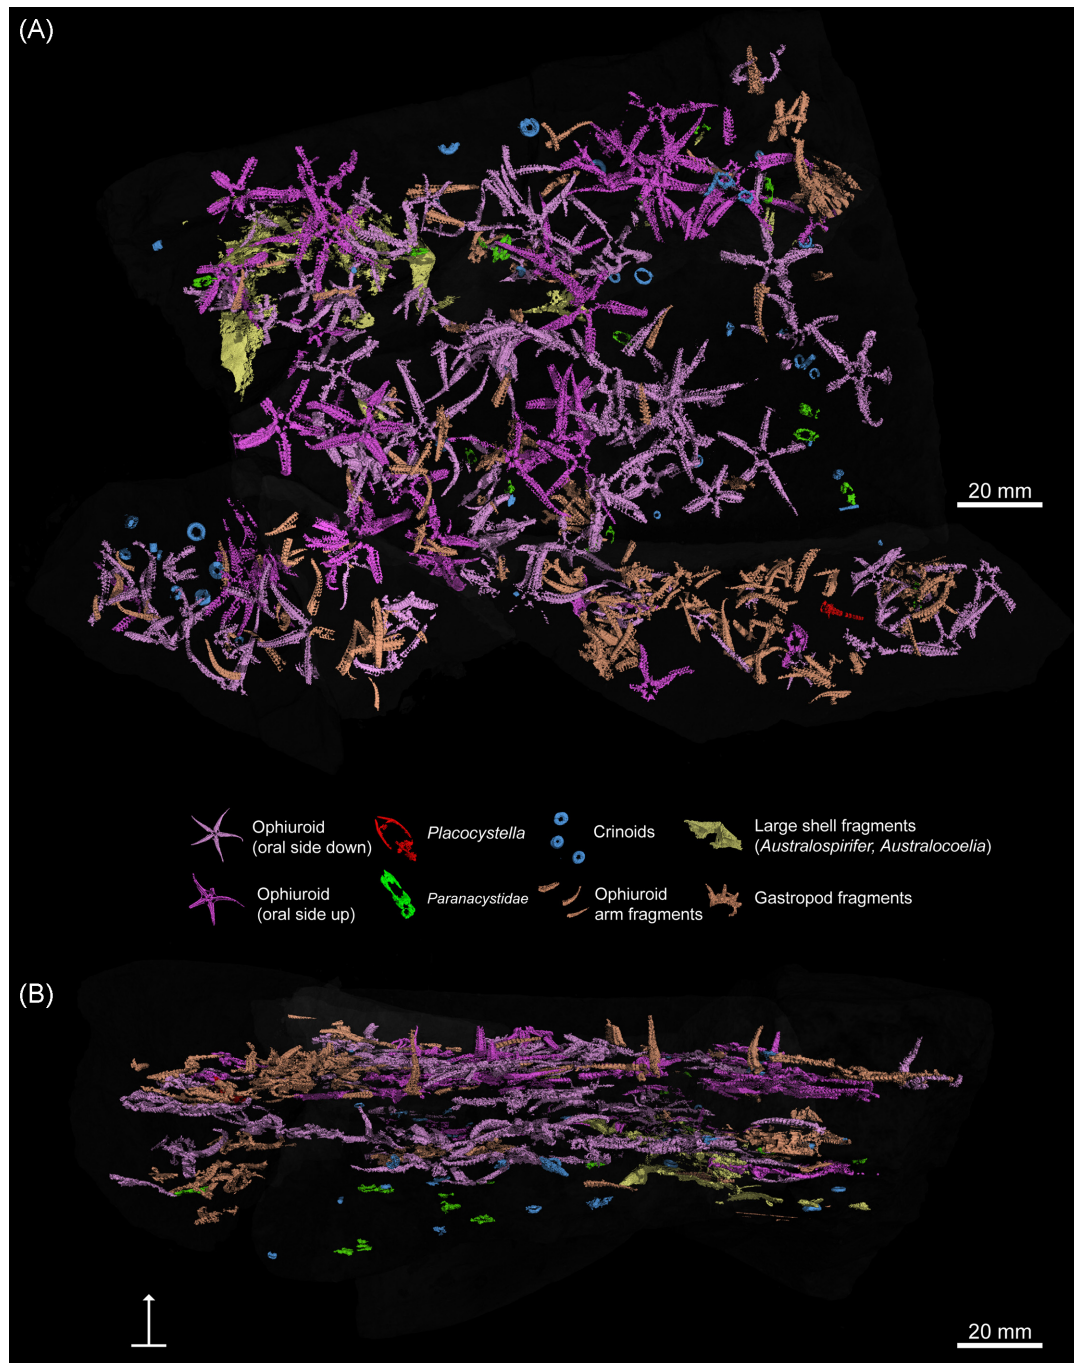 (A)
20 mm
Ophiuroid
(oral side down)
Placocystella
Crinoids
Large shell fragments
(Australospirifer, Australocoelia)
Ophiuroid
(oral side up)
Paranacystidae
Ophiuroid
arm fragments
Gastropod fragments
(B)
20 mm